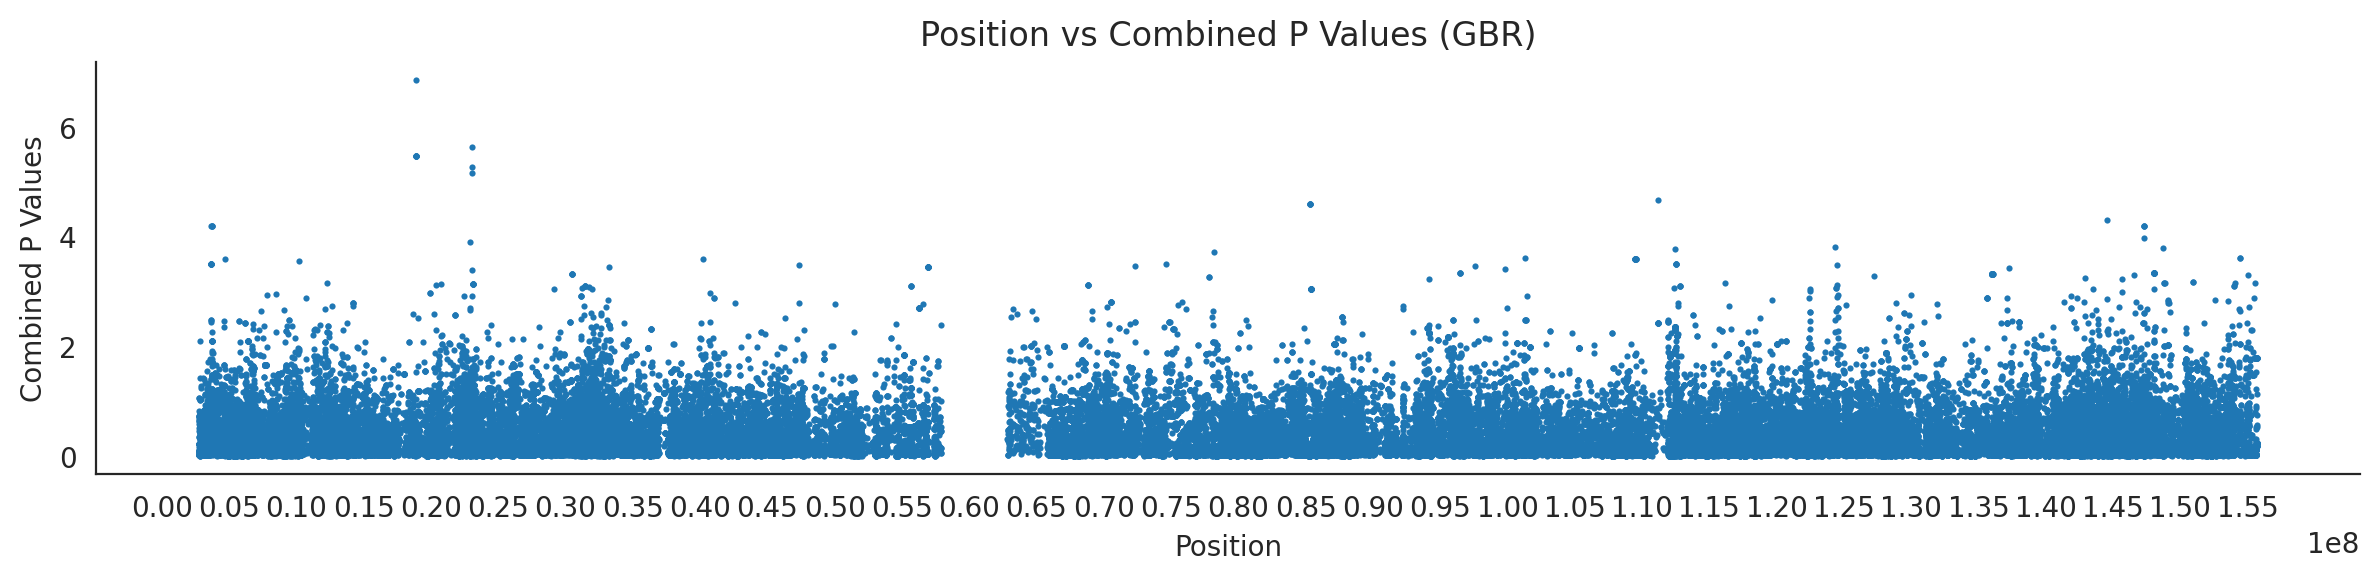 Position vs Combined P Values (GBR)
Combined P Values
6
4
2
0
0.00 0.05 0.10 0.15 0.20 0.25 0.30 0.35 0.40 0.45 0.50 0.55 0.60 0.65 0.70 0.75 0.80 0.85 0.90 0.95 1.00 1.05 1.10 1.15 1.20 1.25 1.30 1.35 1.40 1.45 1.50 1.55
1e8
Position